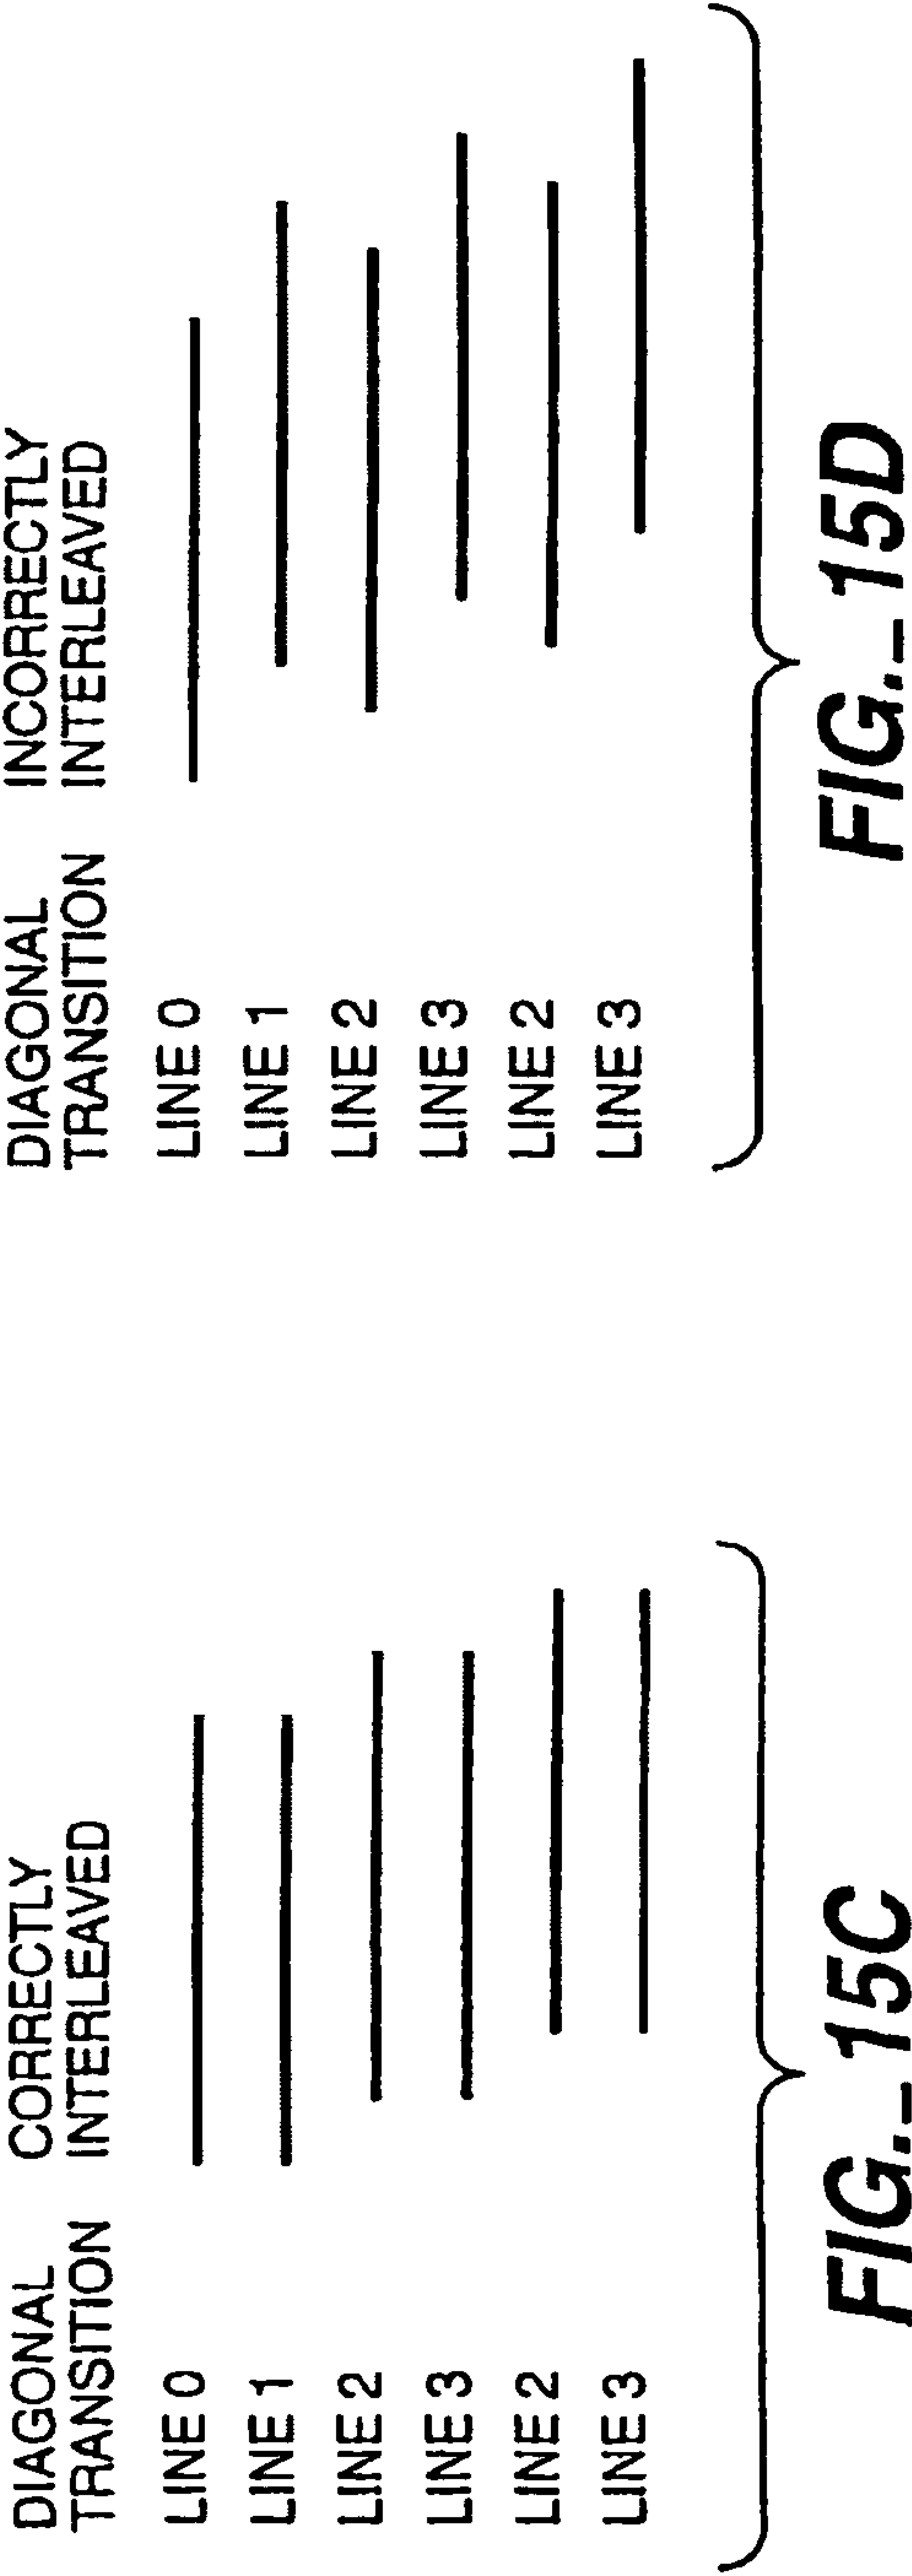 DIAGONAL CORRECTLY
TRANSITION INTERLEAVED
LINE 0
LINE 1
LINE 2
LINE 3
LINE 2
LINE 3
FIG._15C
DIAGONAL INCORRECTLY
TRANSITION INTERLEAVED
LINE 0
LINE 1
LINE 2
LINE 3
LINE 2
LINE 3
FIG._15D